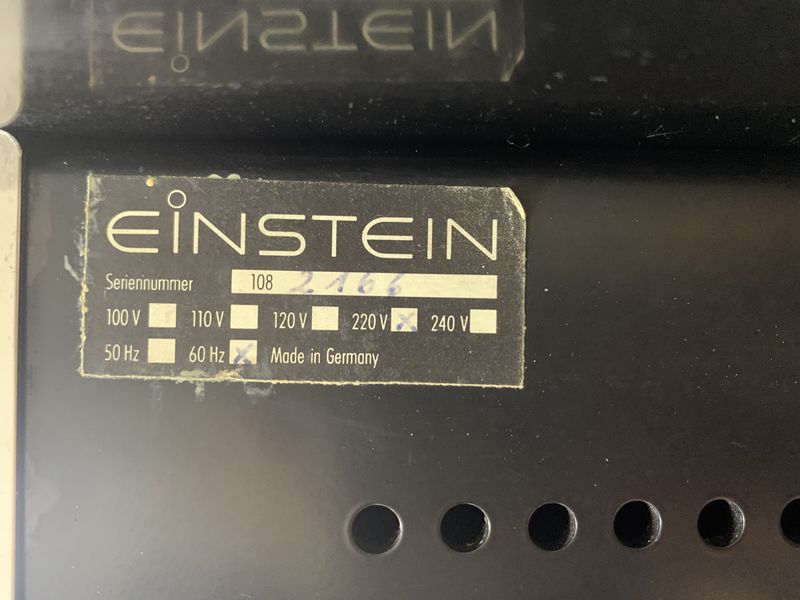 EiNSTEiN
EINSTEIN
Seriennummer 108 2166
100 V 110 V 120 V 220 V X 240 V
50 Hz 60 Hz X Made in Germany